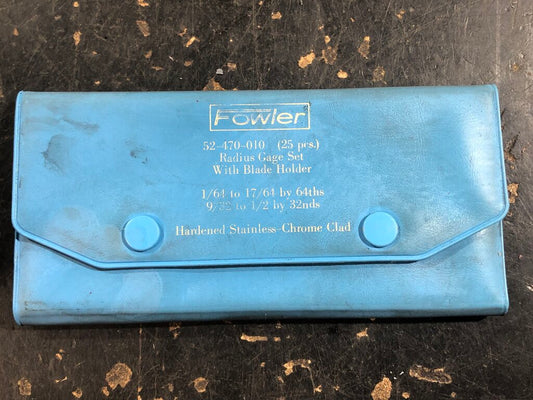 Fowler
52-470-010 (25 pcs.)
Radius Gage Set
With Blade Holder
1/64 to 17/64 by 64ths
9/32 to 1/2 by 32nds
Hardened Stainless-Chrome Clad